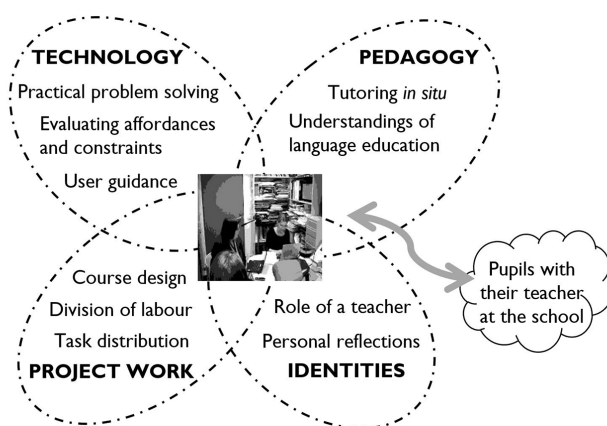 TECHNOLOGY
Practical problem solving
Evaluating affordances
and constraints
User guidance
PEDAGOGY
Tutoring in situ
Understandings of
language education
Course design
Division of labour
Task distribution
PROJECT WORK
Role of a teacher
Personal reflections
IDENTITIES
Pupils with
their teacher
at the school